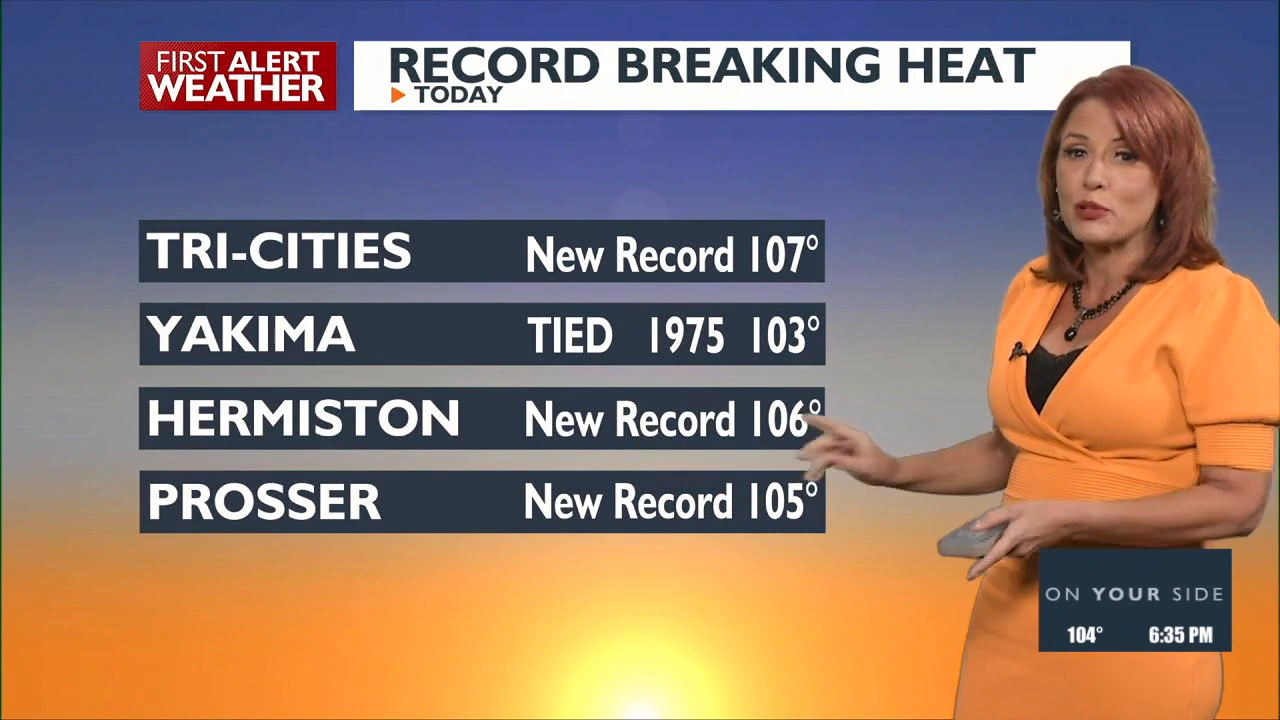 FIRST ALERT
WEATHER
RECORD BREAKING HEAT
TODAY
TRI-CITIES New Record 107°
YAKIMA TIED 1975 103°
HERMISTON New Record 106°
PROSSER New Record 105°
ON YOUR SIDE
104° 6:35 PM